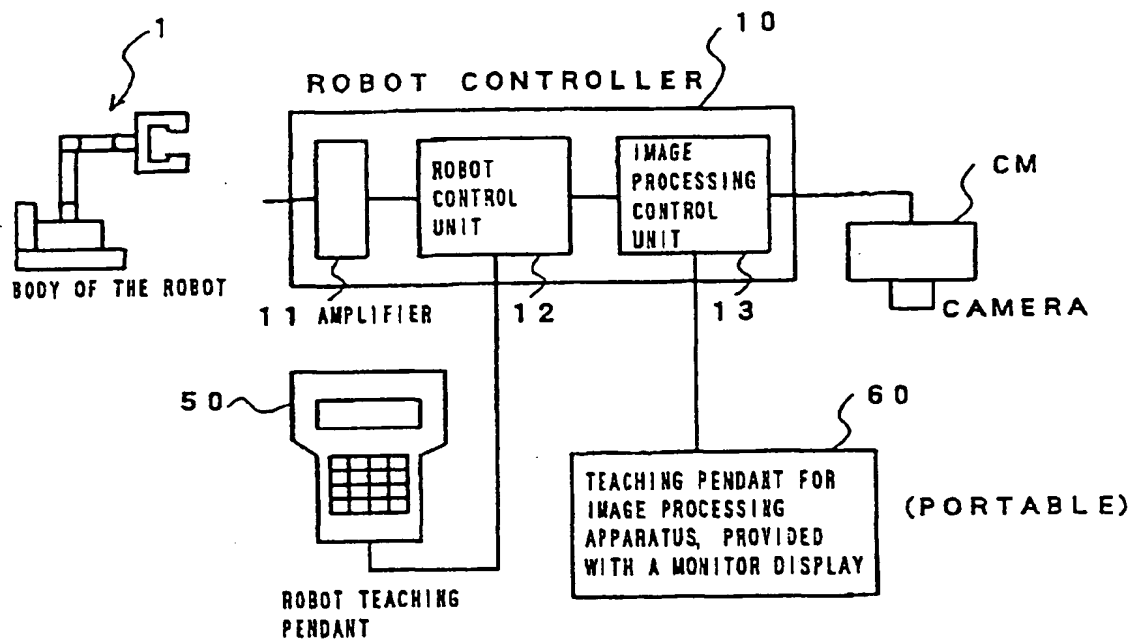 1
10
ROBOT CONTROLLER
ROBOT
CONTROL
UNIT
IMAGE
PROCESSING
CONTROL
UNIT
CM
BODY OF THE ROBOT
11 AMPLIFIER
12
13
CAMERA
50
60
TEACHING PENDANT FOR
IMAGE PROCESSING
APPARATUS, PROVIDED
WITH A MONITOR DISPLAY
(PORTABLE)
ROBOT TEACHING
PENDANT